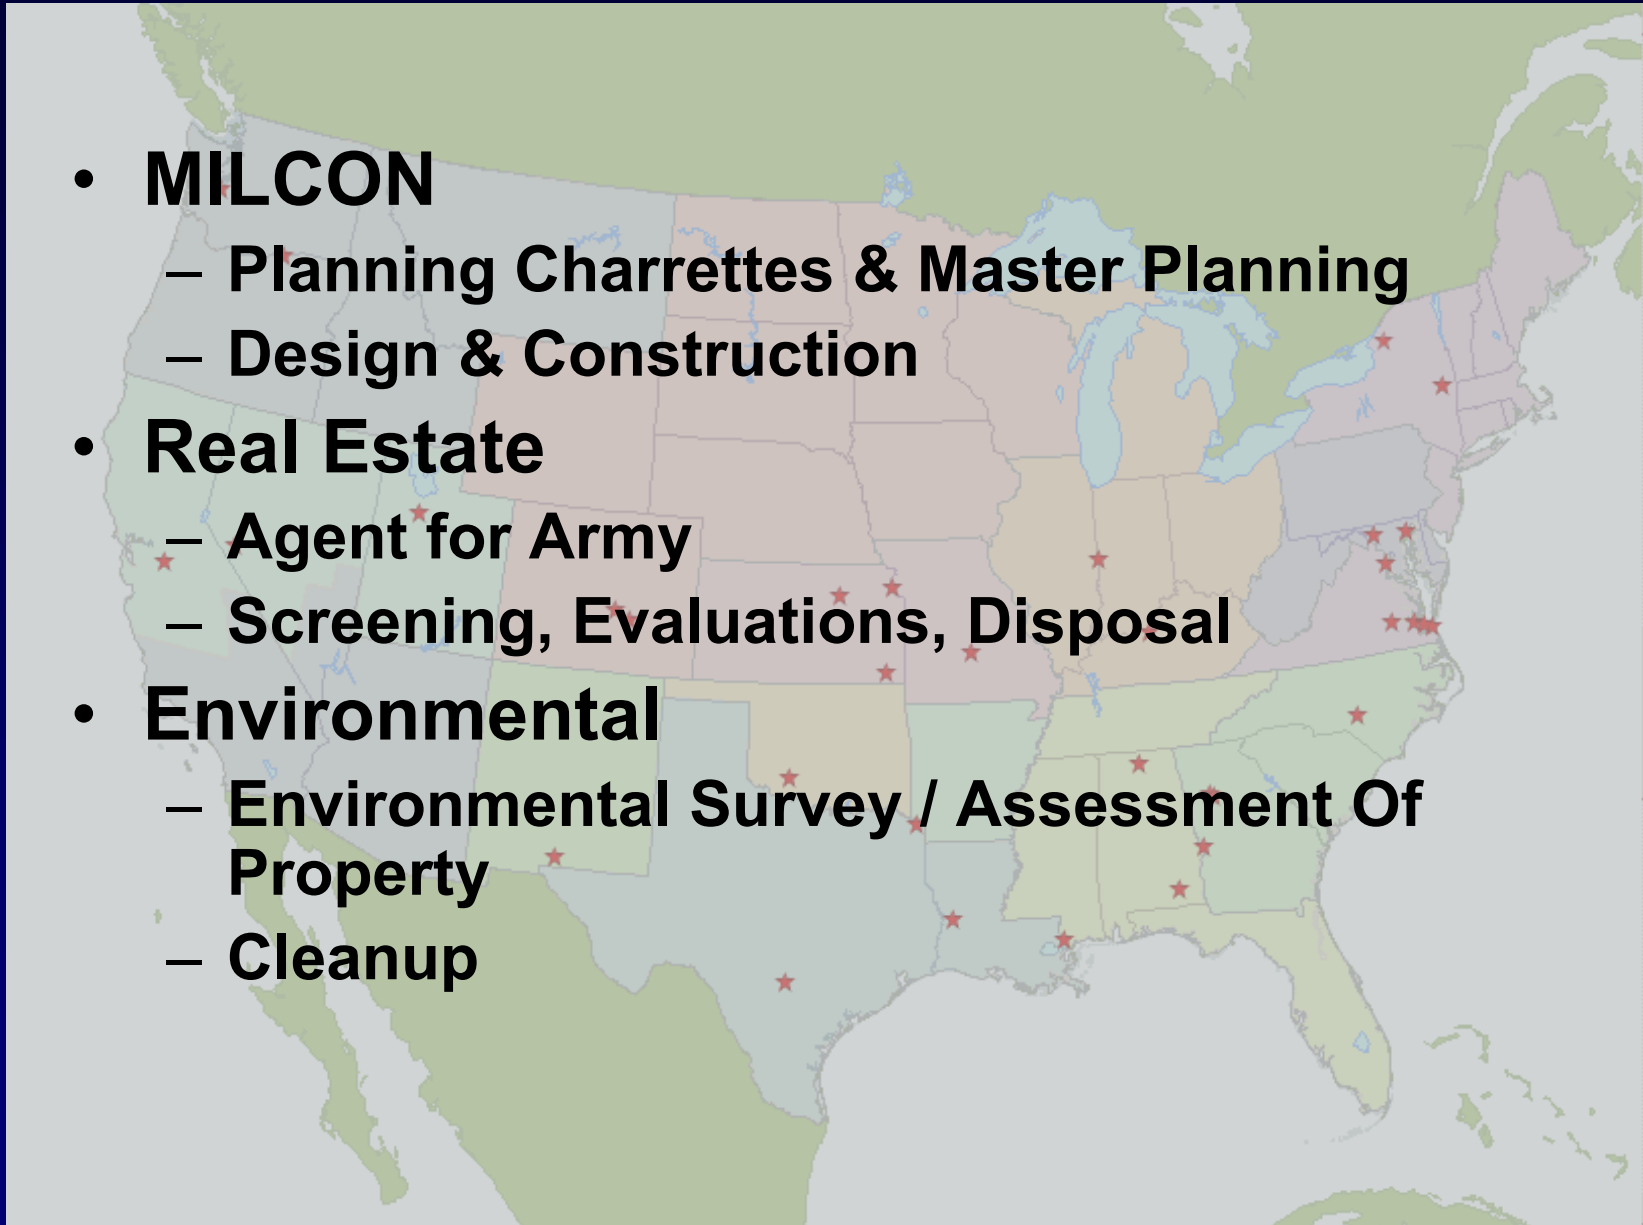 • MILCON
– Planning Charrettes & Master Planning
– Design & Construction
• Real Estate
– Agent for Army
– Screening, Evaluations, Disposal
• Environmental
– Environmental Survey / Assessment Of
Property
– Cleanup